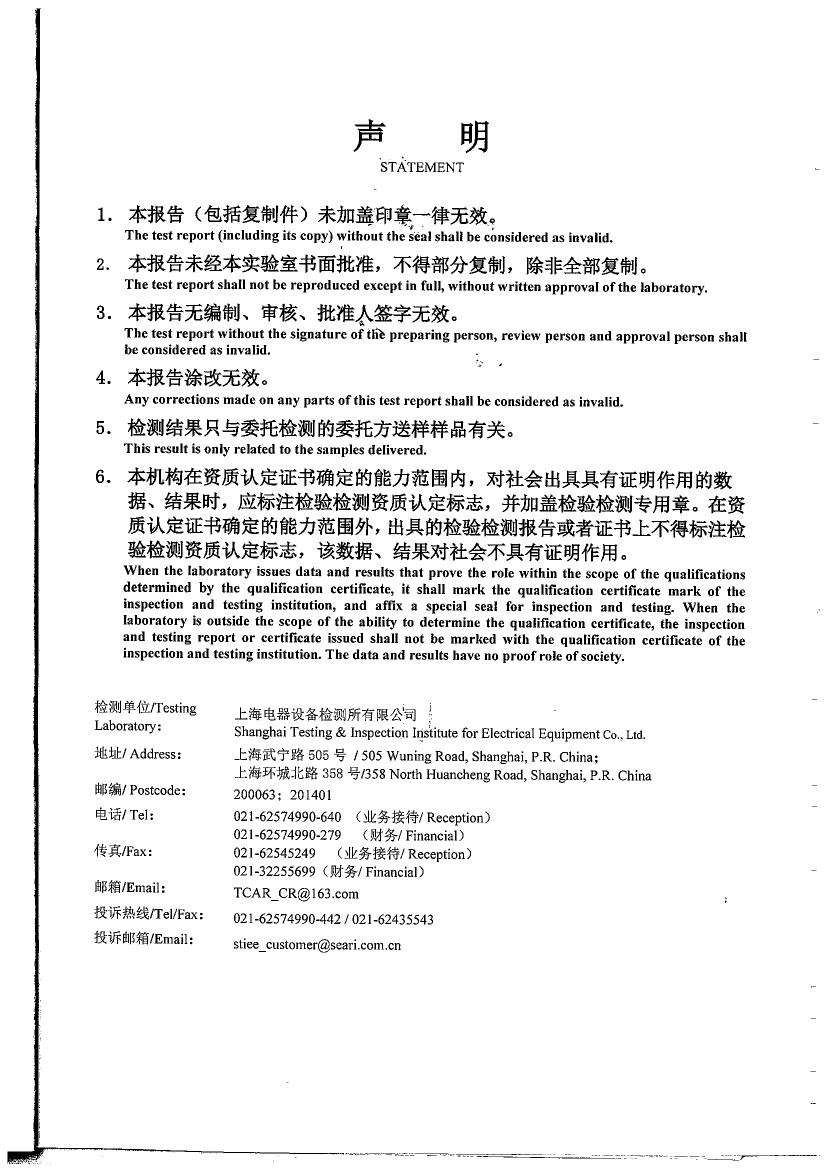 声 明
STATEMENT
1. 本报告（包括复制件）未加盖印章一律无效。
The test report (including its copy) without the seal shall be considered as invalid.
2. 本报告未经本实验室书面批准，不得部分复制，除非全部复制。
The test report shall not be reproduced except in full, without written approval of the laboratory.
3. 本报告无编制、审核、批准人签字无效。
The test report without the signature of the preparing person, review person and approval person shall
be considered as invalid.
4. 本报告涂改无效。
Any corrections made on any parts of this test report shall be considered as invalid.
5. 检测结果只与委托检测的委托方送样样品有关。
This result is only related to the samples delivered.
6. 本机构在资质认定证书确定的能力范围内，对社会出具具有证明作用的数
据、结果时，应标注检验检测资质认定标志，并加盖检验检测专用章。在资
质认定证书确定的能力范围外，出具的检验检测报告或者证书上不得标注检
验检测资质认定标志，该数据、结果对社会不具有证明作用。
When the laboratory issues data and results that prove the role within the scope of the qualifications
determined by the qualification certificate, it shall mark the qualification certificate mark of the
inspection and testing institution, and affix a special seal for inspection and testing. When the
laboratory is outside the scope of the ability to determine the qualification certificate, the inspection
and testing report or certificate issued shall not be marked with the qualification certificate of the
inspection and testing institution. The data and results have no proof role of society.
检测单位/Testing
Laboratory:
上海电器设备检测所有限公司
Shanghai Testing & Inspection Institute for Electrical Equipment Co., Ltd.
地址/ Address: 上海武宁路 505 号 / 505 Wuning Road, Shanghai, P.R. China;
上海环城北路 358 号/358 North Huancheng Road, Shanghai, P.R. China
邮编/ Postcode: 200063; 201401
电话/ Tel: 021-62574990-640 （业务接待/ Reception）
021-62574990-279 （财务/ Financial）
传真/Fax: 021-62545249 （业务接待/ Reception）
021-32255699（财务/ Financial）
邮箱/Email: TCAR_CR@163.com
投诉热线/Tel/Fax: 021-62574990-442 / 021-62435543
投诉邮箱/Email: stiee_customer@seari.com.cn